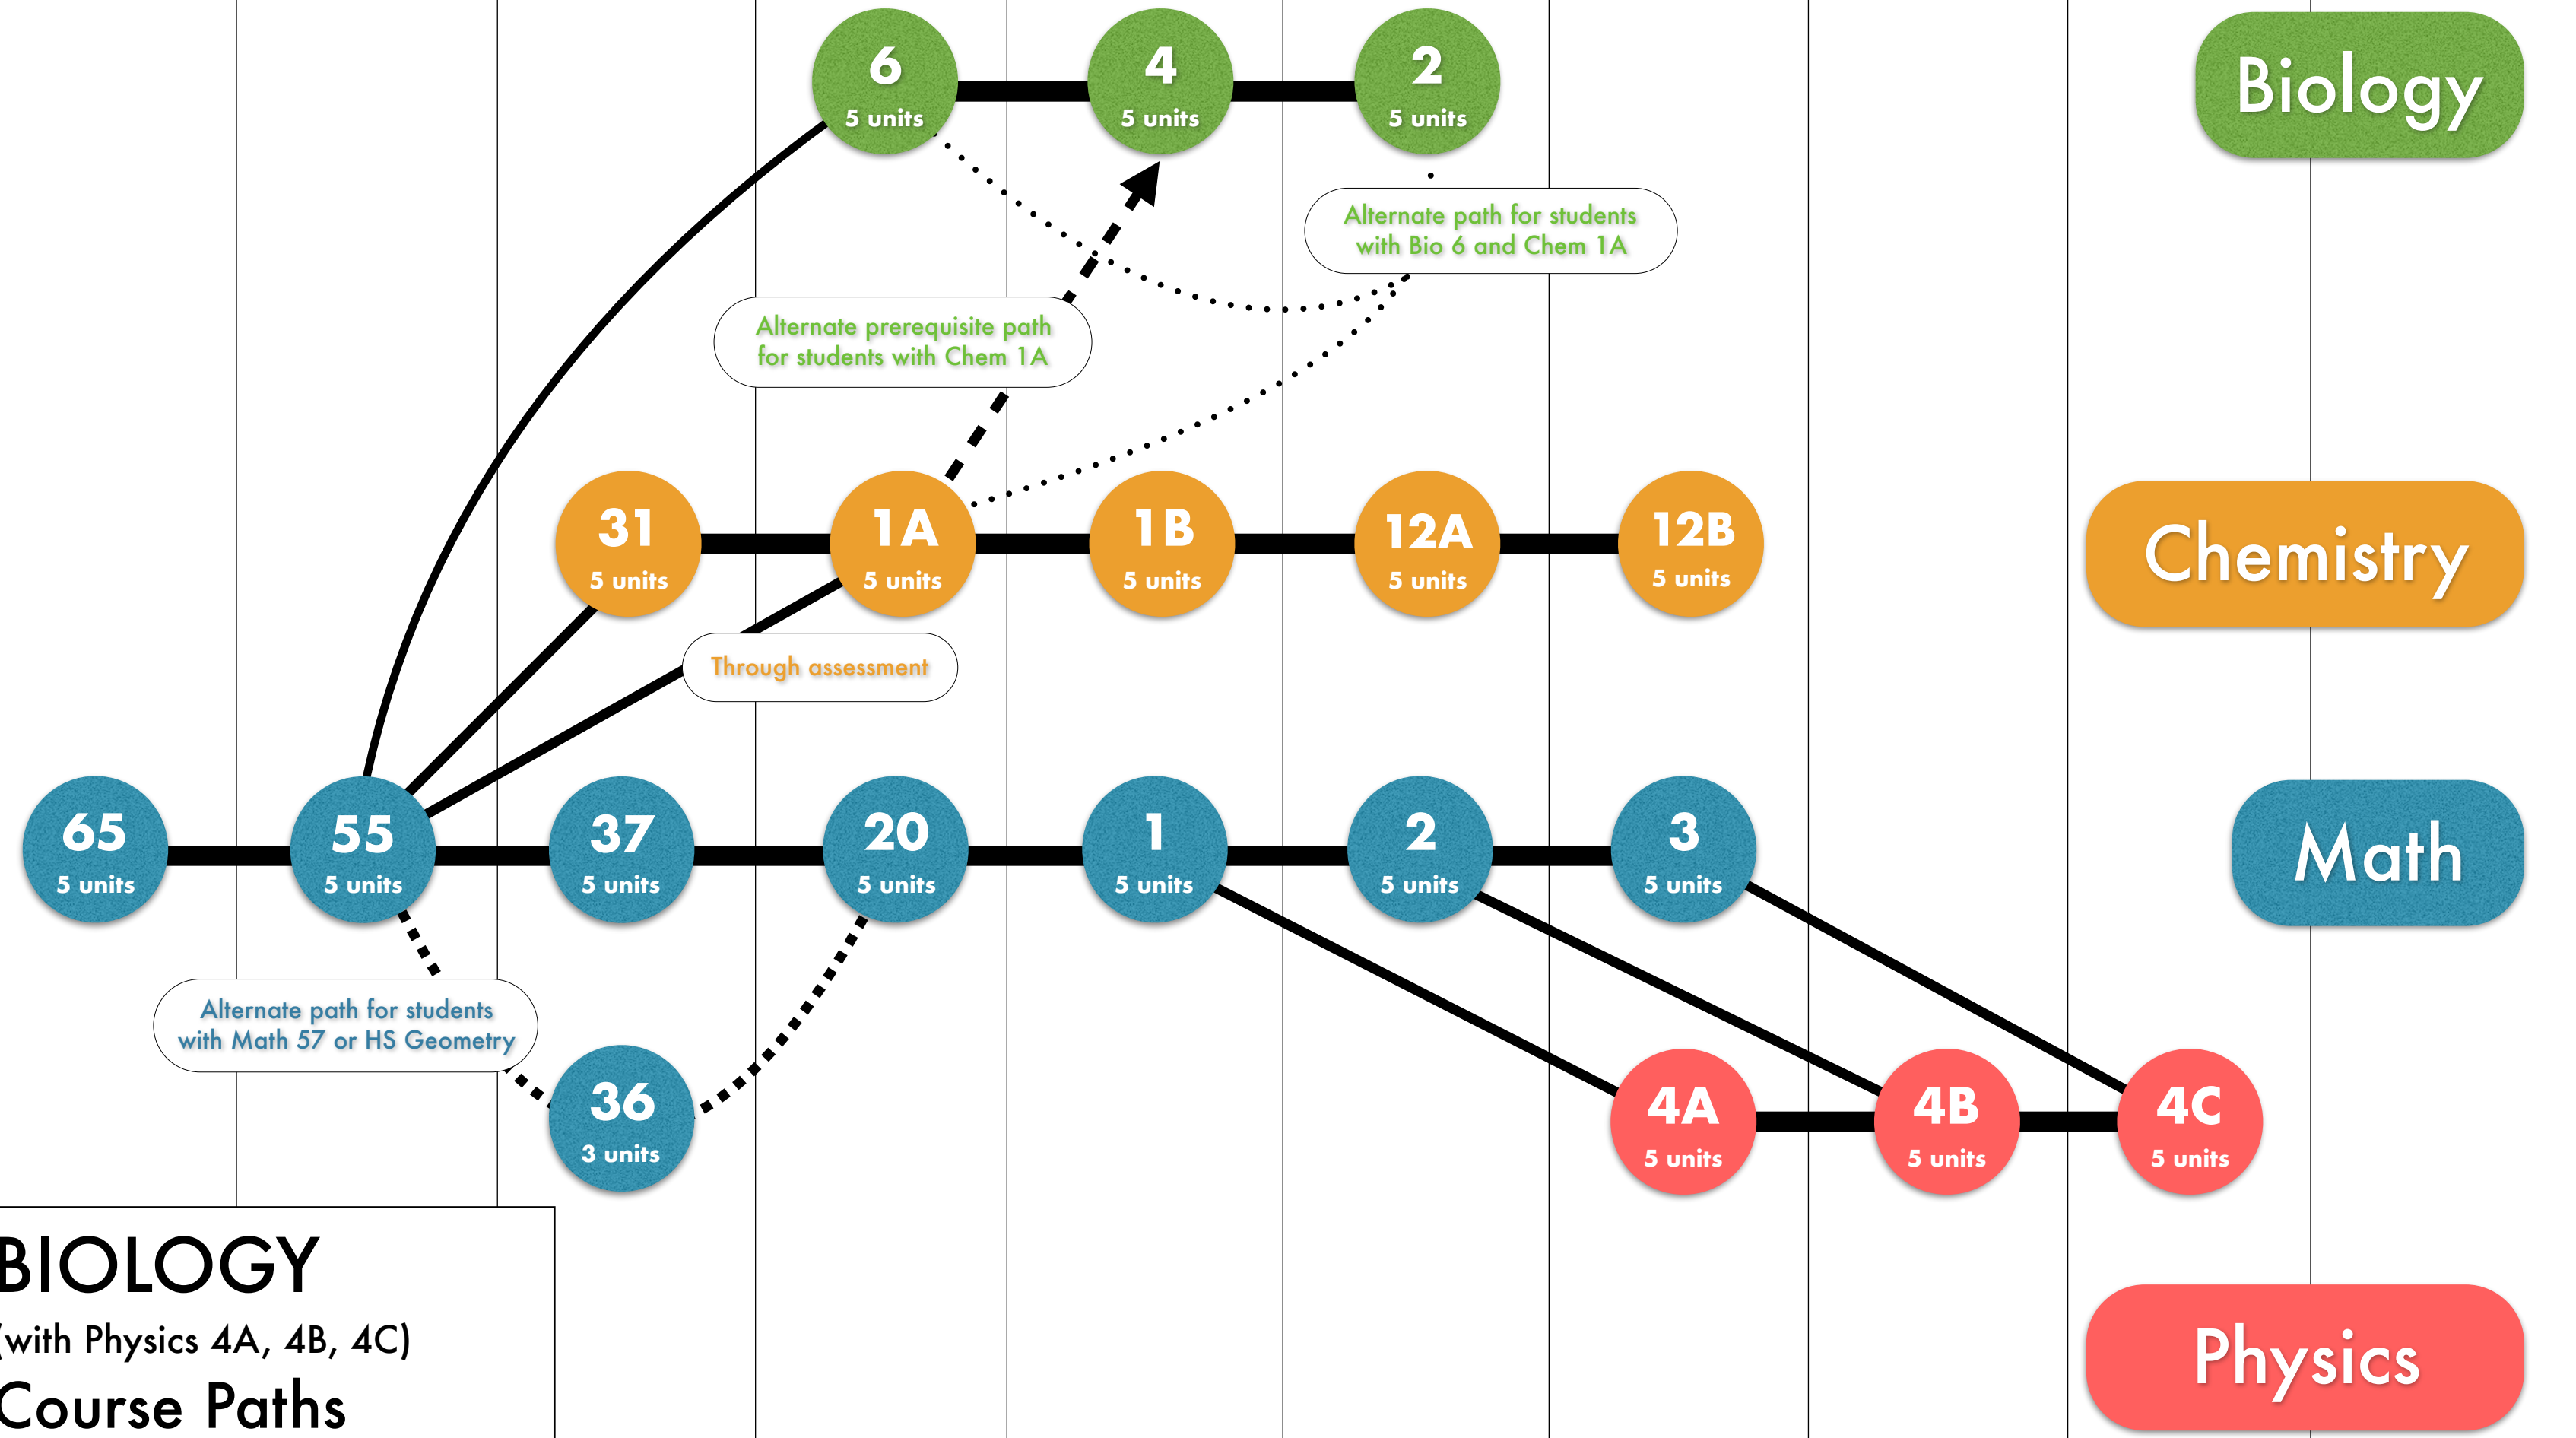 6
5 units
4
5 units
2
5 units
Biology
Alternate path for students
with Bio 6 and Chem 1A
Alternate prerequisite path
for students with Chem 1A
31
5 units
1A
5 units
1B
5 units
12A
5 units
12B
5 units
Chemistry
Through assessment
65
5 units
55
5 units
37
5 units
20
5 units
1
5 units
2
5 units
3
5 units
Math
Alternate path for students
with Math 57 or HS Geometry
36
3 units
4A
5 units
4B
5 units
4C
5 units
BIOLOGY
(with Physics 4A, 4B, 4C)
Course Paths
Physics